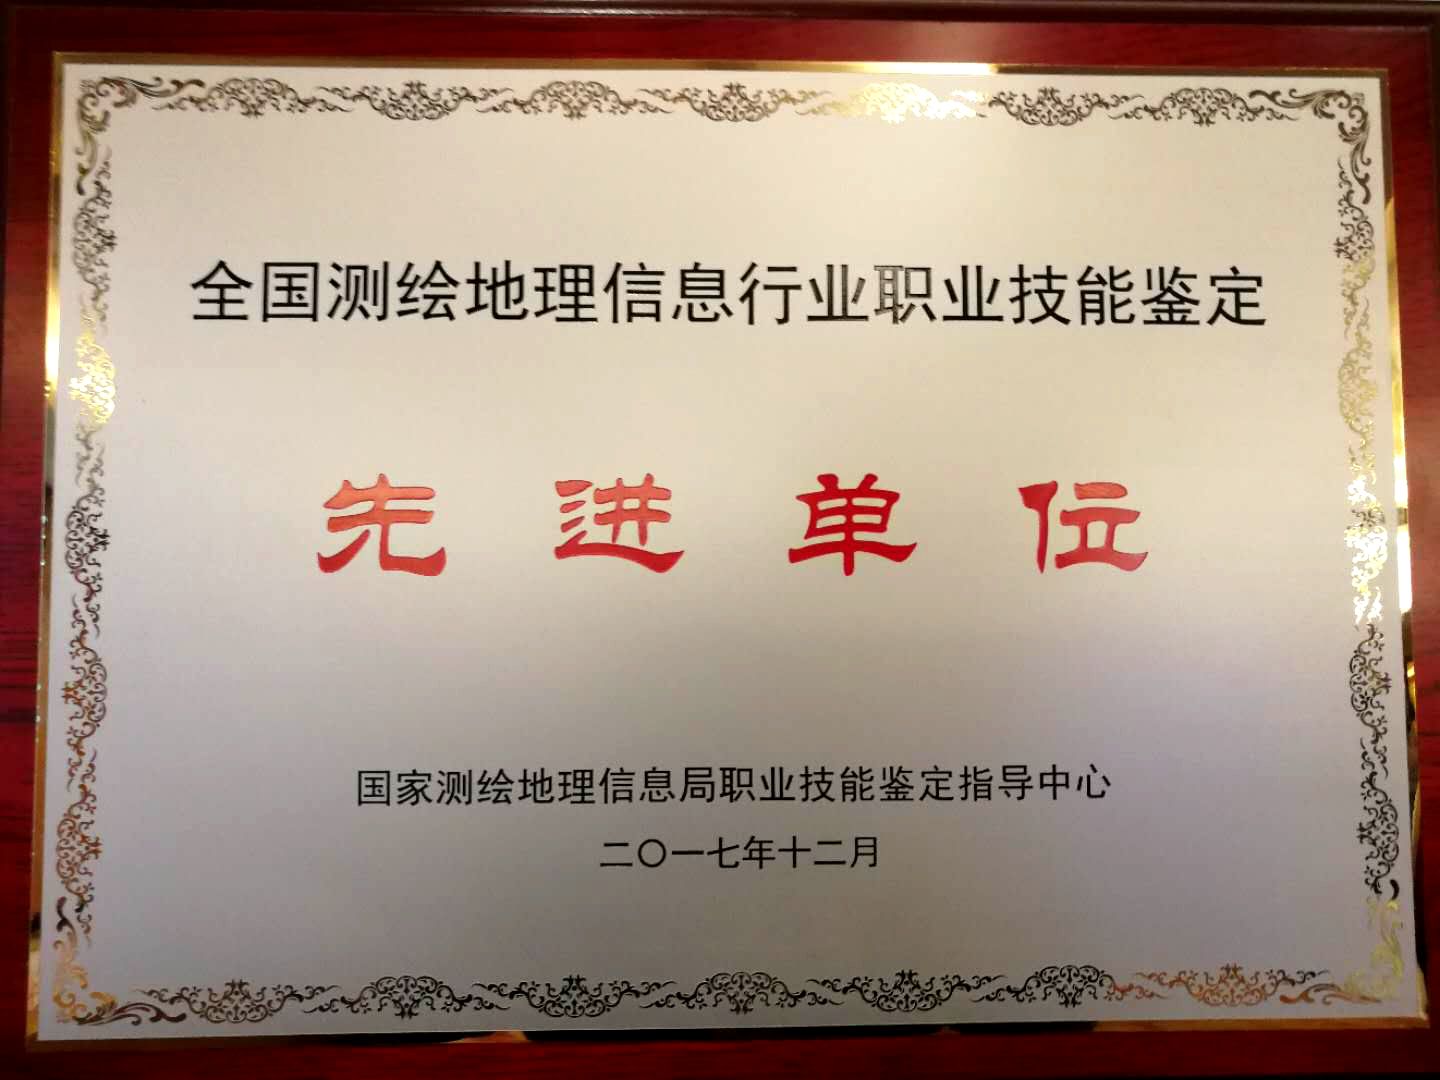 全国测绘地理信息行业职业技能鉴定
先进单位
国家测绘地理信息局职业技能鉴定指导中心
二〇一七年十二月